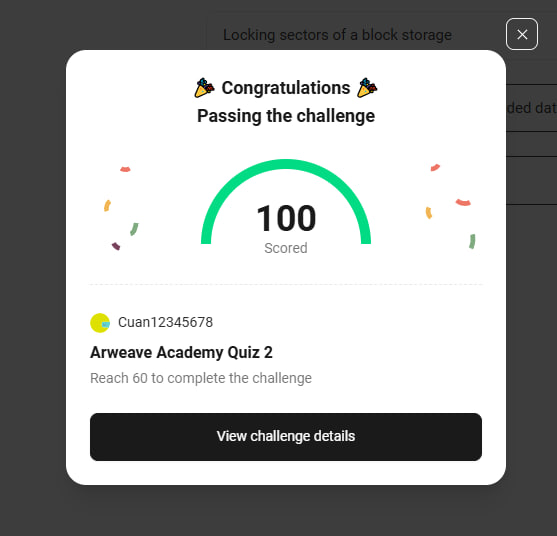 Locking sectors of a block storage
ded dat
🎉 Congratulations 🎉
Passing the challenge
100
Scored
Cuan12345678
Arweave Academy Quiz 2
Reach 60 to complete the challenge
View challenge details